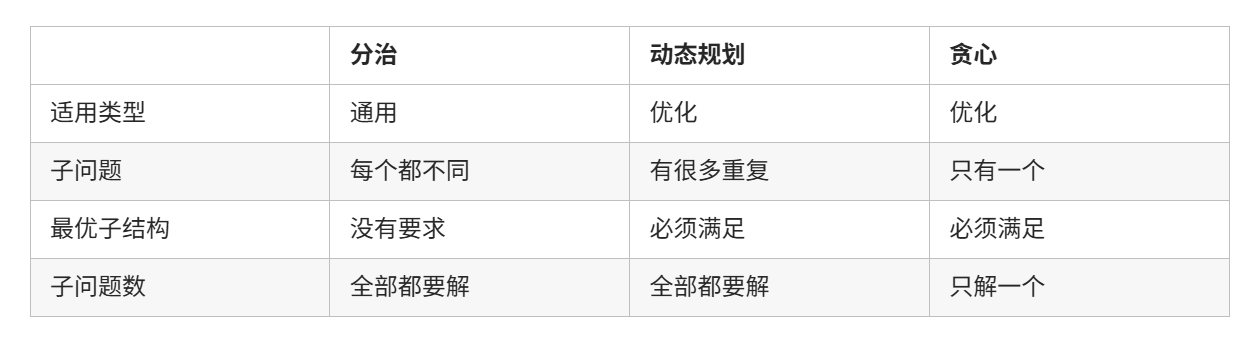 分治 动态规划 贪心
适用类型 通用 优化 优化
子问题 每个都不同 有很多重复 只有一个
最优子结构 没有要求 必须满足 必须满足
子问题数 全部都要解 全部都要解 只解一个